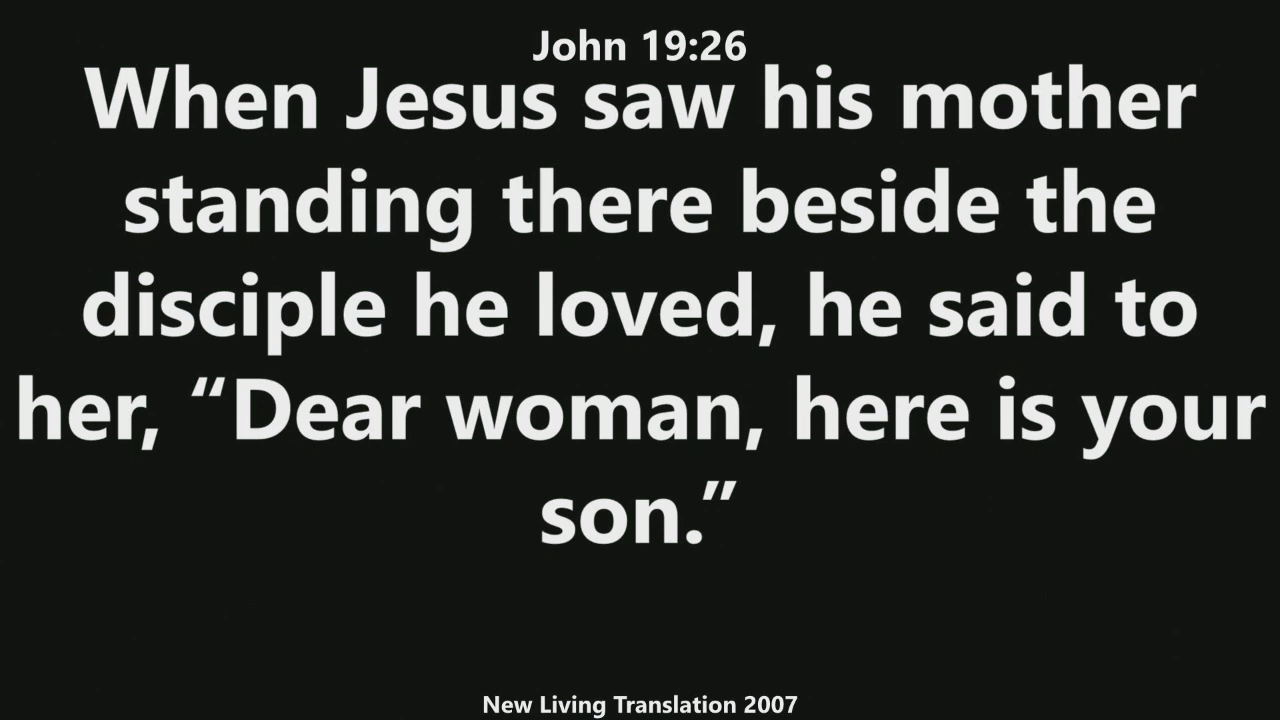 John 19:26
When Jesus saw his mother
standing there beside the
disciple he loved, he said to
her, “Dear woman, here is your
son.”
New Living Translation 2007